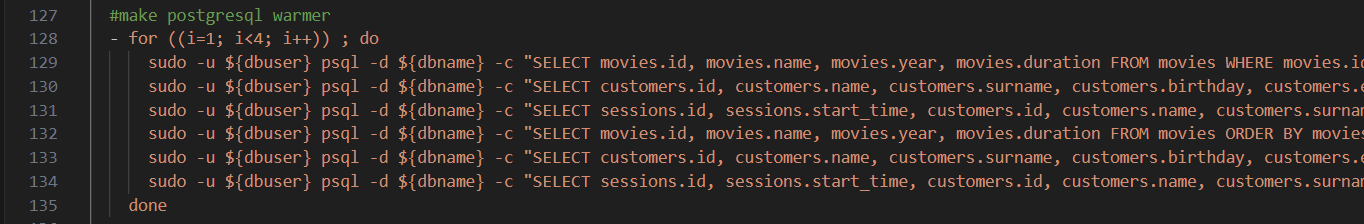 127 #make postgresql warmer
128 - for ((i=1; i<4; i++)) ; do
129 sudo -u ${dbuser} psql -d ${dbname} -c "SELECT movies.id, movies.name, movies.year, movies.duration FROM movies WHERE movies.id
130 sudo -u ${dbuser} psql -d ${dbname} -c "SELECT customers.id, customers.name, customers.surname, customers.birthday, customers.e
131 sudo -u ${dbuser} psql -d ${dbname} -c "SELECT sessions.id, sessions.start_time, customers.id, customers.name, customers.surnam
132 sudo -u ${dbuser} psql -d ${dbname} -c "SELECT movies.id, movies.name, movies.year, movies.duration FROM movies ORDER BY movies
133 sudo -u ${dbuser} psql -d ${dbname} -c "SELECT customers.id, customers.name, customers.surname, customers.birthday, customers.e
134 sudo -u ${dbuser} psql -d ${dbname} -c "SELECT sessions.id, sessions.start_time, customers.id, customers.name, customers.surnam
135 done